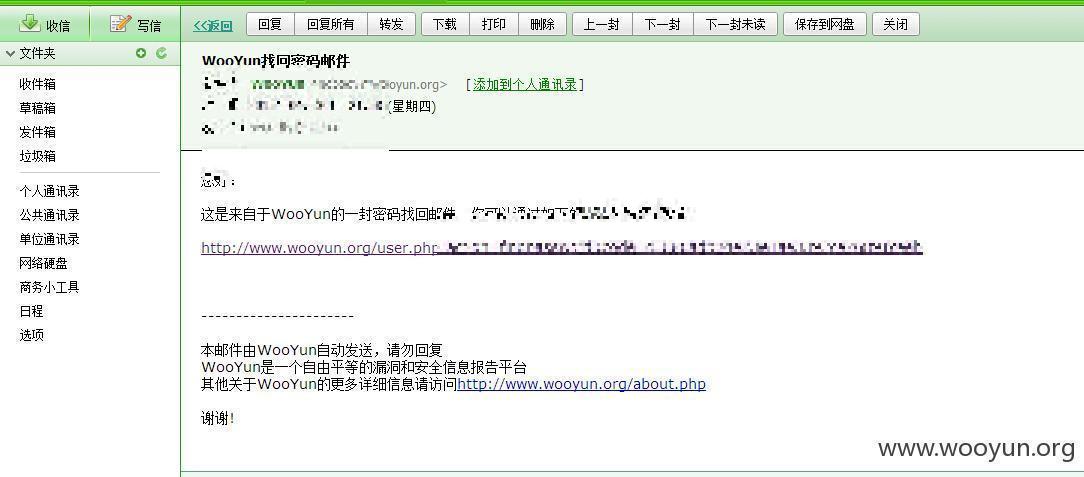 收信 写信 <<返回 回复 回复所有 转发 下载 打印 删除 上一封 下一封 下一封未读 保存到网盘 关闭
文件夹
收件箱
草稿箱
发件箱
垃圾箱
个人通讯录
公共通讯录
单位通讯录
网络硬盘
商务小工具
日程
选项
WooYun找回密码邮件
WooYun ooyun.org> [添加到个人通讯录]
(星期四)
您好：
这是来自于WooYun的一封密码找回邮件
http://www.wooyun.org/user.php
----------------------
本邮件由WooYun自动发送，请勿回复
WooYun是一个自由平等的漏洞和安全信息报告平台
其他关于WooYun的更多详细信息请访问http://www.wooyun.org/about.php
谢谢！
www.wooyun.org